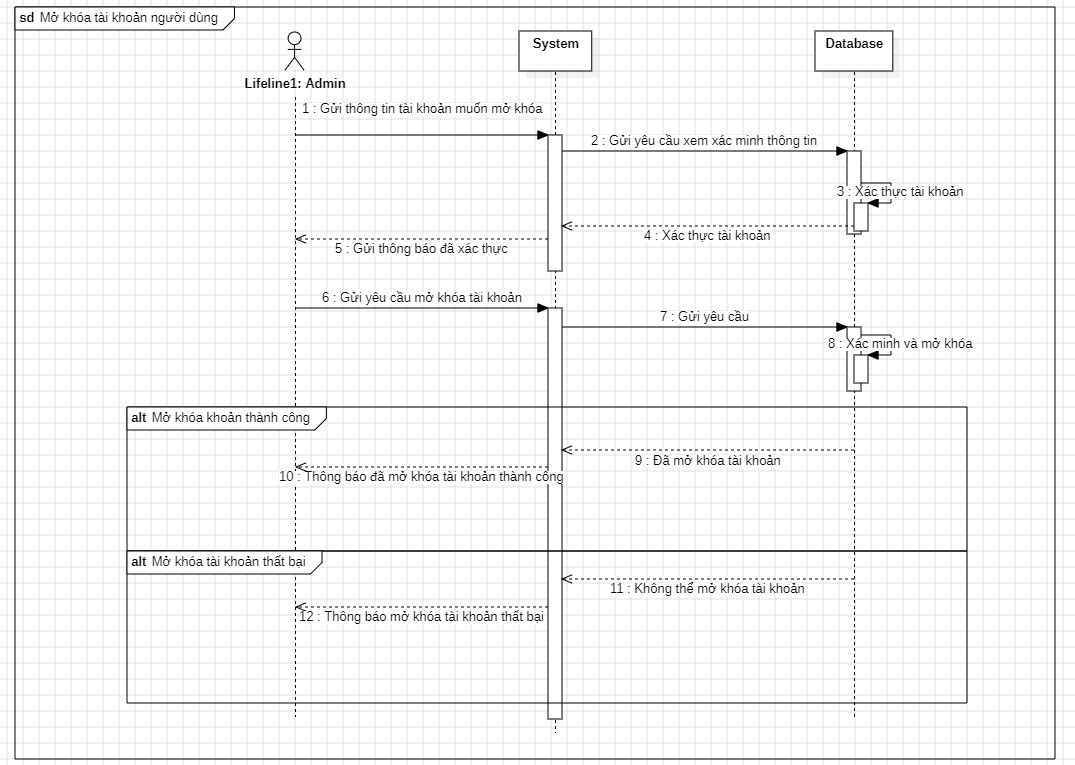 sd Mở khóa tài khoản người dùng
System
Database
Lifeline1: Admin
1 : Gửi thông tin tài khoản muốn mở khóa
2 : Gửi yêu cầu xem xác minh thông tin
3 : Xác thực tài khoản
4 : Xác thực tài khoản
5 : Gửi thông báo đã xác thực
6 : Gửi yêu cầu mở khóa tài khoản
7 : Gửi yêu cầu
8 : Xác minh và mở khóa
alt Mở khóa khoản thành công
9 : Đã mở khóa tài khoản
10 : Thông báo đã mở khóa tài khoản thành công
alt Mở khóa tài khoản thất bại
11 : Không thể mở khóa tài khoản
12 : Thông báo mở khóa tài khoản thất bại